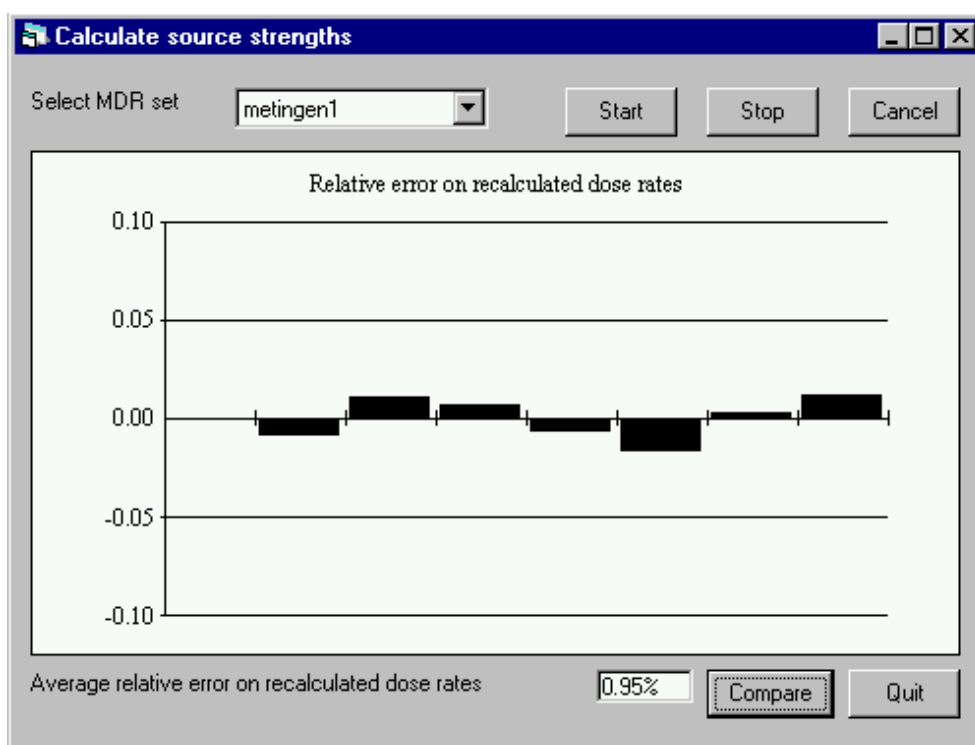 Calculate source strengths
Select MDR set metingen1 Start Stop Cancel
Relative error on recalculated dose rates
0.10
0.05
0.00
-0.05
-0.10
Average relative error on recalculated dose rates 0.95% Compare Quit